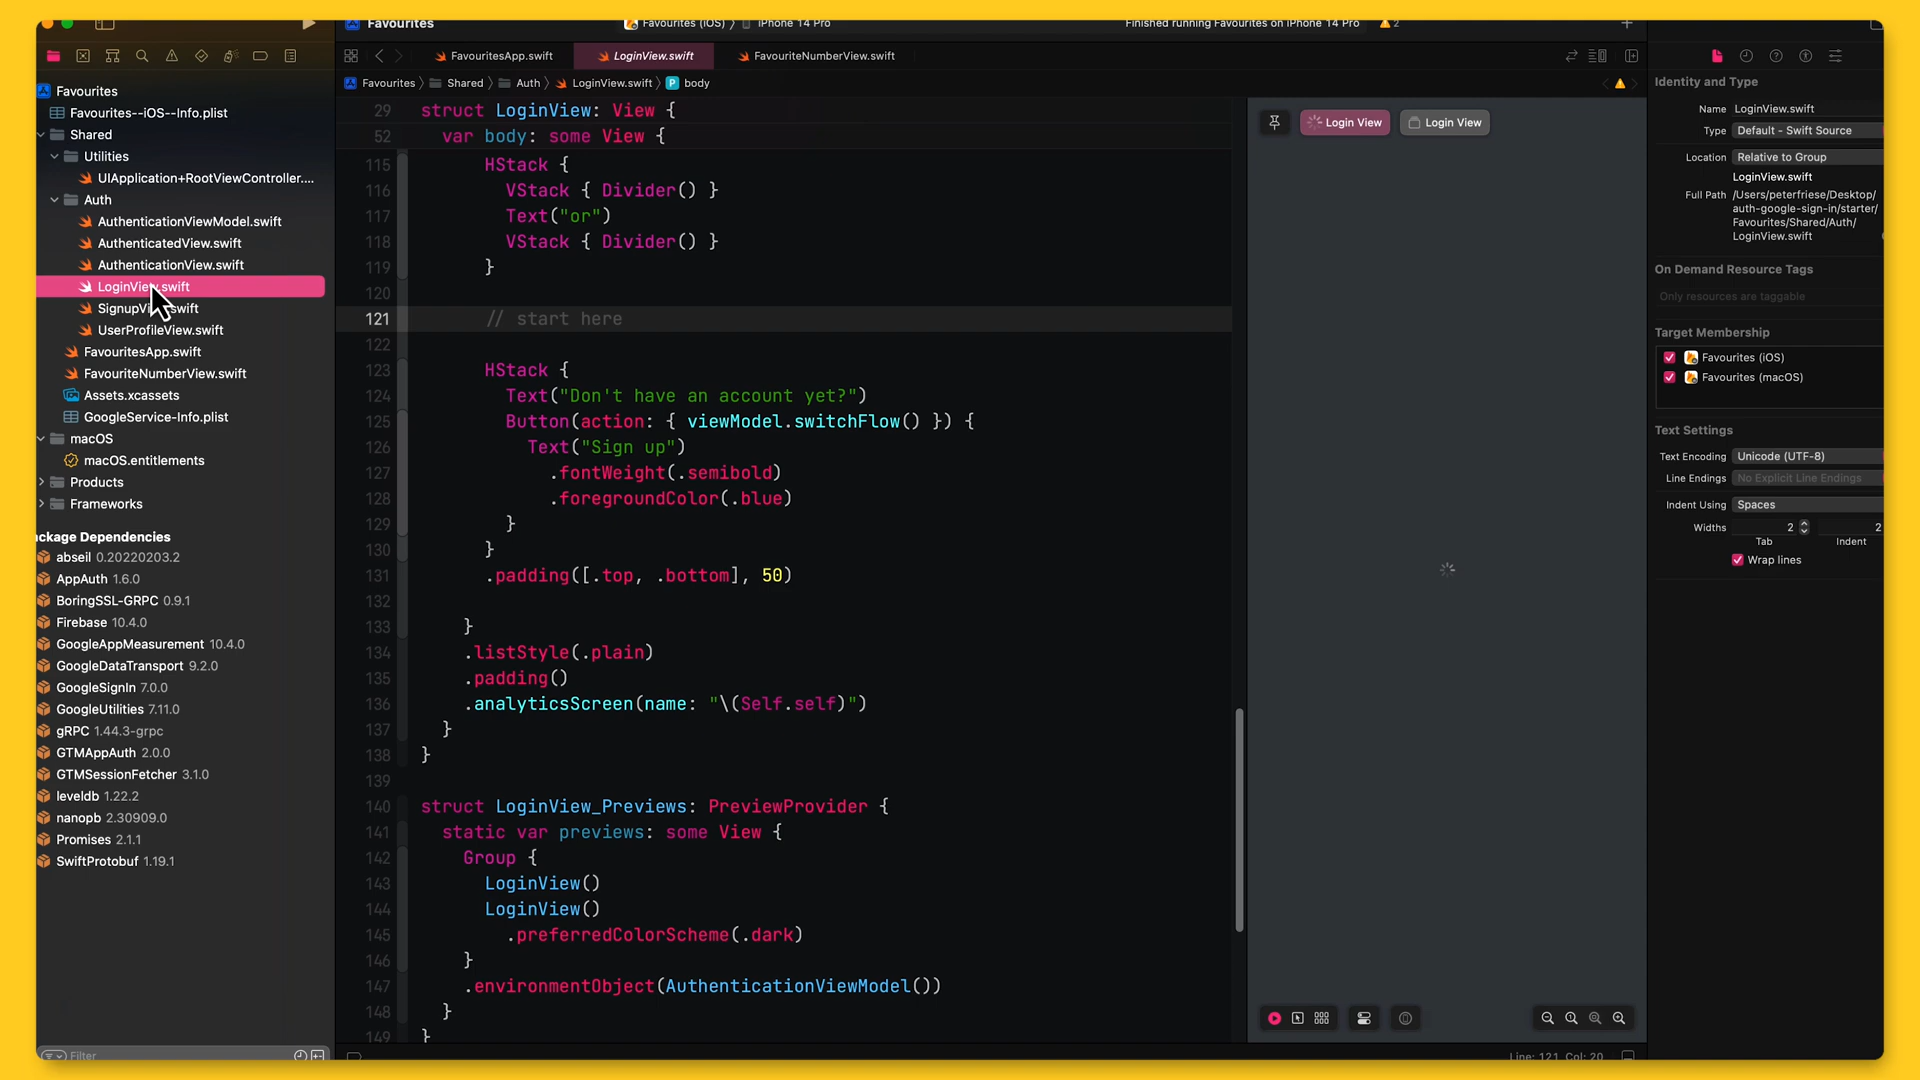 Favourites
Favourites (iOS) 〉 iPhone 14 Pro
Finished running Favourites on iPhone 14 Pro
2
FavouritesApp.swift
LoginView.swift
FavouriteNumberView.swift
Favourites 〉 Shared 〉 Auth 〉 LoginView.swift 〉 P body
Favourites
Favourites--iOS--Info.plist
Shared
Utilities
UIApplication+RootViewController....
Auth
AuthenticationViewModel.swift
AuthenticatedView.swift
AuthenticationView.swift
LoginView.swift
SignupVi swift
UserProfileView.swift
FavouritesApp.swift
FavouriteNumberView.swift
Assets.xcassets
GoogleService-Info.plist
macOS
macOS.entitlements
Products
Frameworks
ckage Dependencies
abseil 0.20220203.2
AppAuth 1.6.0
BoringSSL-GRPC 0.9.1
Firebase 10.4.0
GoogleAppMeasurement 10.4.0
GoogleDataTransport 9.2.0
GoogleSignIn 7.0.0
GoogleUtilities 7.11.0
gRPC 1.44.3-grpc
GTMAppAuth 2.0.0
GTMSessionFetcher 3.1.0
leveldb 1.22.2
nanopb 2.30909.0
Promises 2.1.1
SwiftProtobuf 1.19.1
Filter
29 struct LoginView: View {
52 var body: some View {
115 HStack {
116 VStack { Divider() }
117 Text("or")
118 VStack { Divider() }
119 }
120
121 // start here
122
123 HStack {
124 Text("Don't have an account yet?")
125 Button(action: { viewModel.switchFlow() }) {
126 Text("Sign up")
127 .fontWeight(.semibold)
128 .foregroundColor(.blue)
129 }
130 }
131 .padding([.top, .bottom], 50)
132
133 }
134 .listStyle(.plain)
135 .padding()
136 .analyticsScreen(name: "\(Self.self)")
137 }
138 }
139
140 struct LoginView_Previews: PreviewProvider {
141 static var previews: some View {
142 Group {
143 LoginView()
144 LoginView()
145 .preferredColorScheme(.dark)
146 }
147 .environmentObject(AuthenticationViewModel())
148 }
149 }
Login View
Login View
Line: 121 Col: 20
Identity and Type
Name LoginView.swift
Type Default - Swift Source
Location Relative to Group
LoginView.swift
Full Path /Users/peterfriese/Desktop/
auth-google-sign-in/starter/
Favourites/Shared/Auth/
LoginView.swift
On Demand Resource Tags
Only resources are taggable
Target Membership
Favourites (iOS)
Favourites (macOS)
Text Settings
Text Encoding Unicode (UTF-8)
Line Endings No Explicit Line Endings
Indent Using Spaces
Widths 2 2
Tab Indent
Wrap lines